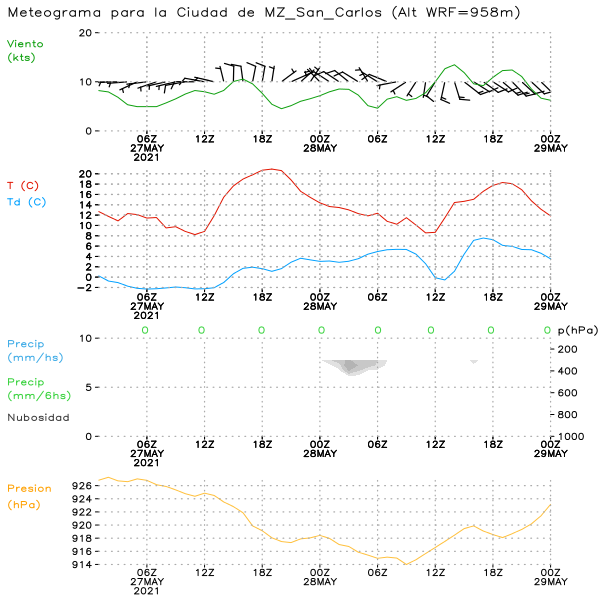 Meteograma para la Ciudad de MZ_San_Carlos (Alt WRF=958m)
Viento
(kts)
20
10
0
06Z 12Z 18Z 00Z 06Z 12Z 18Z 00Z
27MAY 28MAY 29MAY
2021
T (C)
Td (C)
20
18
16
14
12
10
8
6
4
2
0
-2
06Z 12Z 18Z 00Z 06Z 12Z 18Z 00Z
27MAY 28MAY 29MAY
2021
0 0 0 0 0 0 0 0
p(hPa)
Precip
(mm/hs)
Precip
(mm/6hs)
Nubosidad
10
5
0
200
400
600
800
1000
06Z 12Z 18Z 00Z 06Z 12Z 18Z 00Z
27MAY 28MAY 29MAY
2021
Presion
(hPa)
926
924
922
920
918
916
914
06Z 12Z 18Z 00Z 06Z 12Z 18Z 00Z
27MAY 28MAY 29MAY
2021